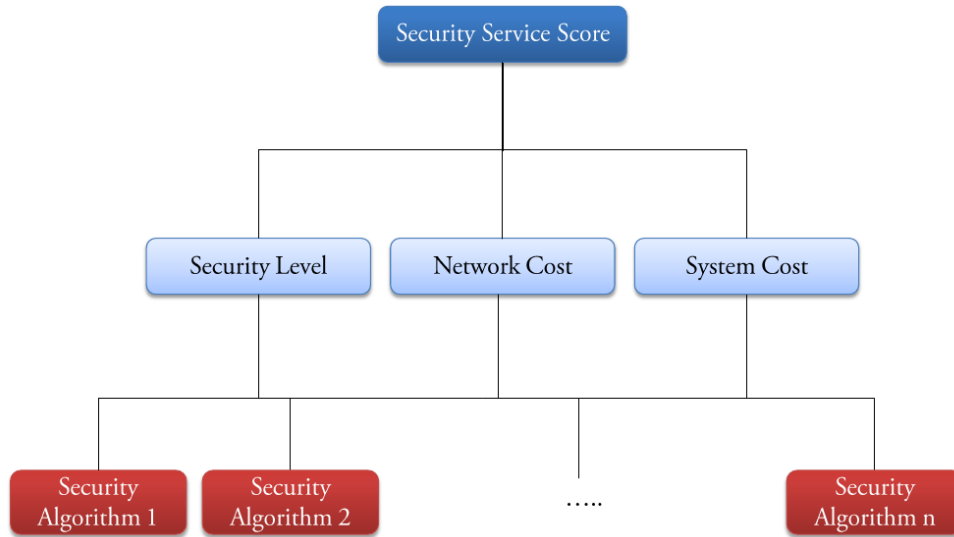 Security Service Score
Security Level
Network Cost
System Cost
Security
Algorithm 1
Security
Algorithm 2
.....
Security
Algorithm n